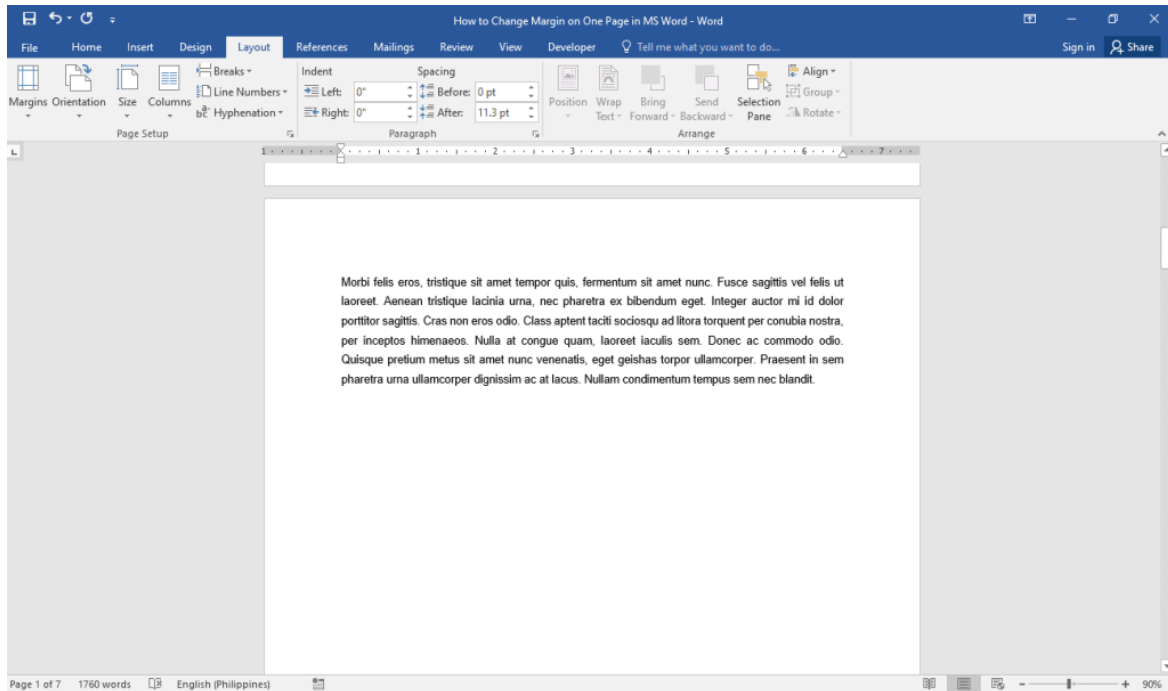 How to Change Margin on One Page in MS Word - Word
File Home Insert Design Layout References Mailings Review View Developer Tell me what you want to do... Sign in Share
Margins Orientation Size Columns
Breaks
Line Numbers
Hyphenation
Page Setup
Indent Spacing
Left: 0" Before: 0 pt
Right: 0" After: 11.3 pt
Paragraph
Position Wrap Text Bring Forward Send Backward Selection Pane
Align
Group
Rotate
Arrange
1 1 2 3 4 5 6 7
Morbi felis eros, tristique sit amet tempor quis, fermentum sit amet nunc. Fusce sagittis vel felis ut
laoreet. Aenean tristique lacinia urna, nec pharetra ex bibendum eget. Integer auctor mi id dolor
porttitor sagittis. Cras non eros odio. Class aptent taciti sociosqu ad litora torquent per conubia nostra,
per inceptos himenaeos. Nulla at congue quam, laoreet iaculis sem. Donec ac commodo odio.
Quisque pretium metus sit amet nunc venenatis, eget geishas torpor ullamcorper. Praesent in sem
pharetra urna ullamcorper dignissim ac at lacus. Nullam condimentum tempus sem nec blandit.
Page 1 of 7 1760 words English (Philippines) 90%